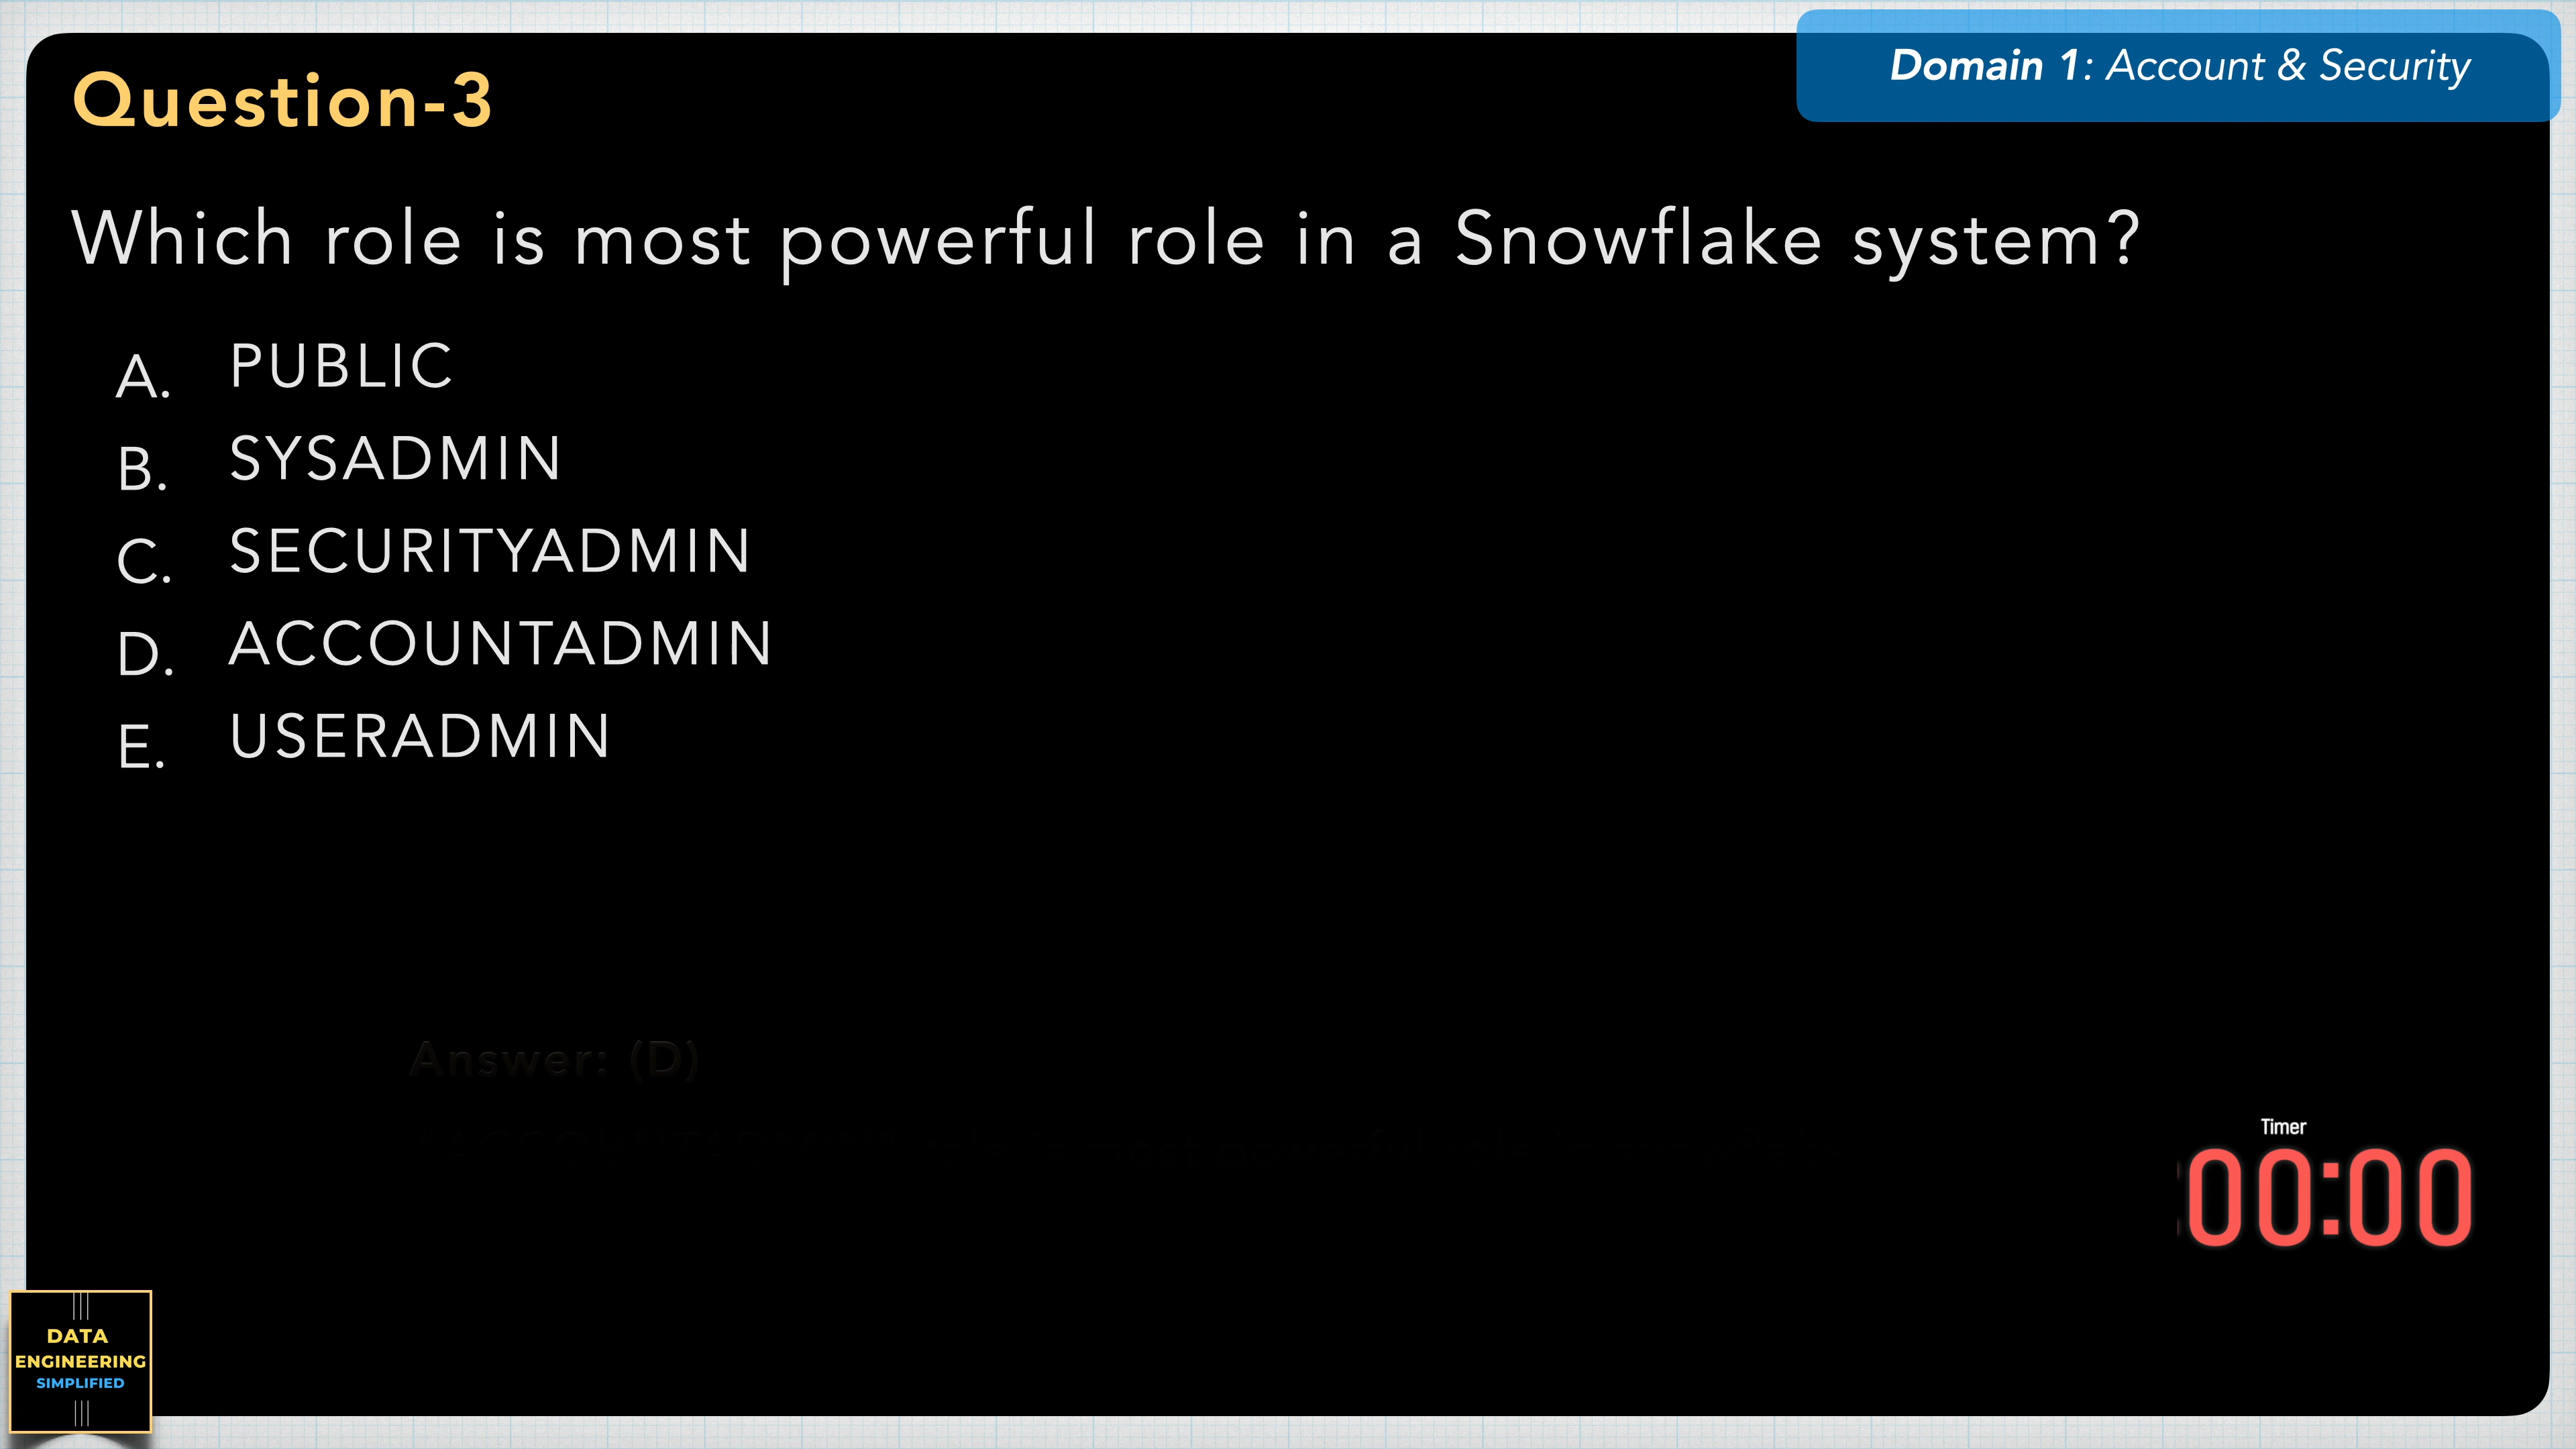 Domain 1: Account & Security
Question-3
Which role is most powerful role in a Snowflake system?
A. PUBLIC
B. SYSADMIN
C. SECURITYADMIN
D. ACCOUNTADMIN
E. USERADMIN
Answer: (D)
Timer
00:00
DATA
ENGINEERING
SIMPLIFIED